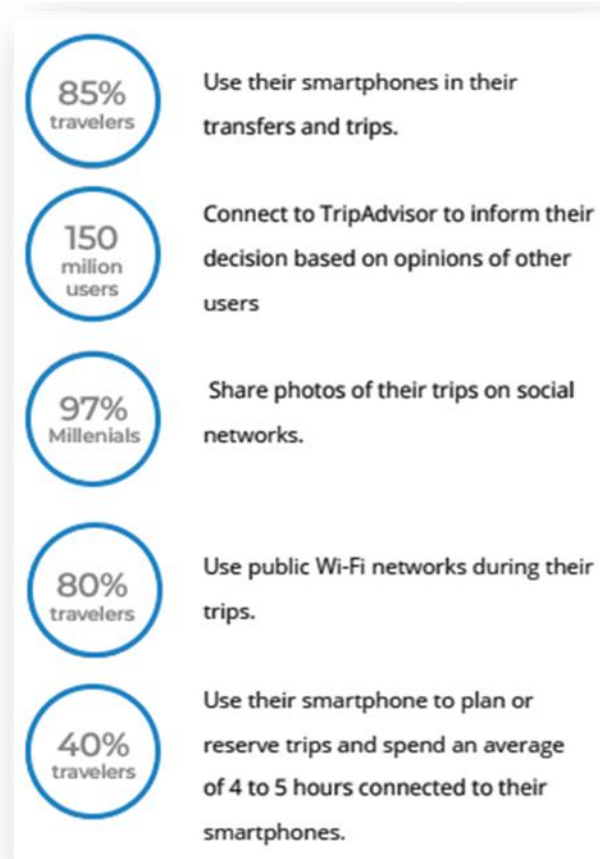 85%
travelers
Use their smartphones in their
transfers and trips.
150
milion
users
Connect to TripAdvisor to inform their
decision based on opinions of other
users
97%
Millenials
Share photos of their trips on social
networks.
80%
travelers
Use public Wi-Fi networks during their
trips.
40%
travelers
Use their smartphone to plan or
reserve trips and spend an average
of 4 to 5 hours connected to their
smartphones.